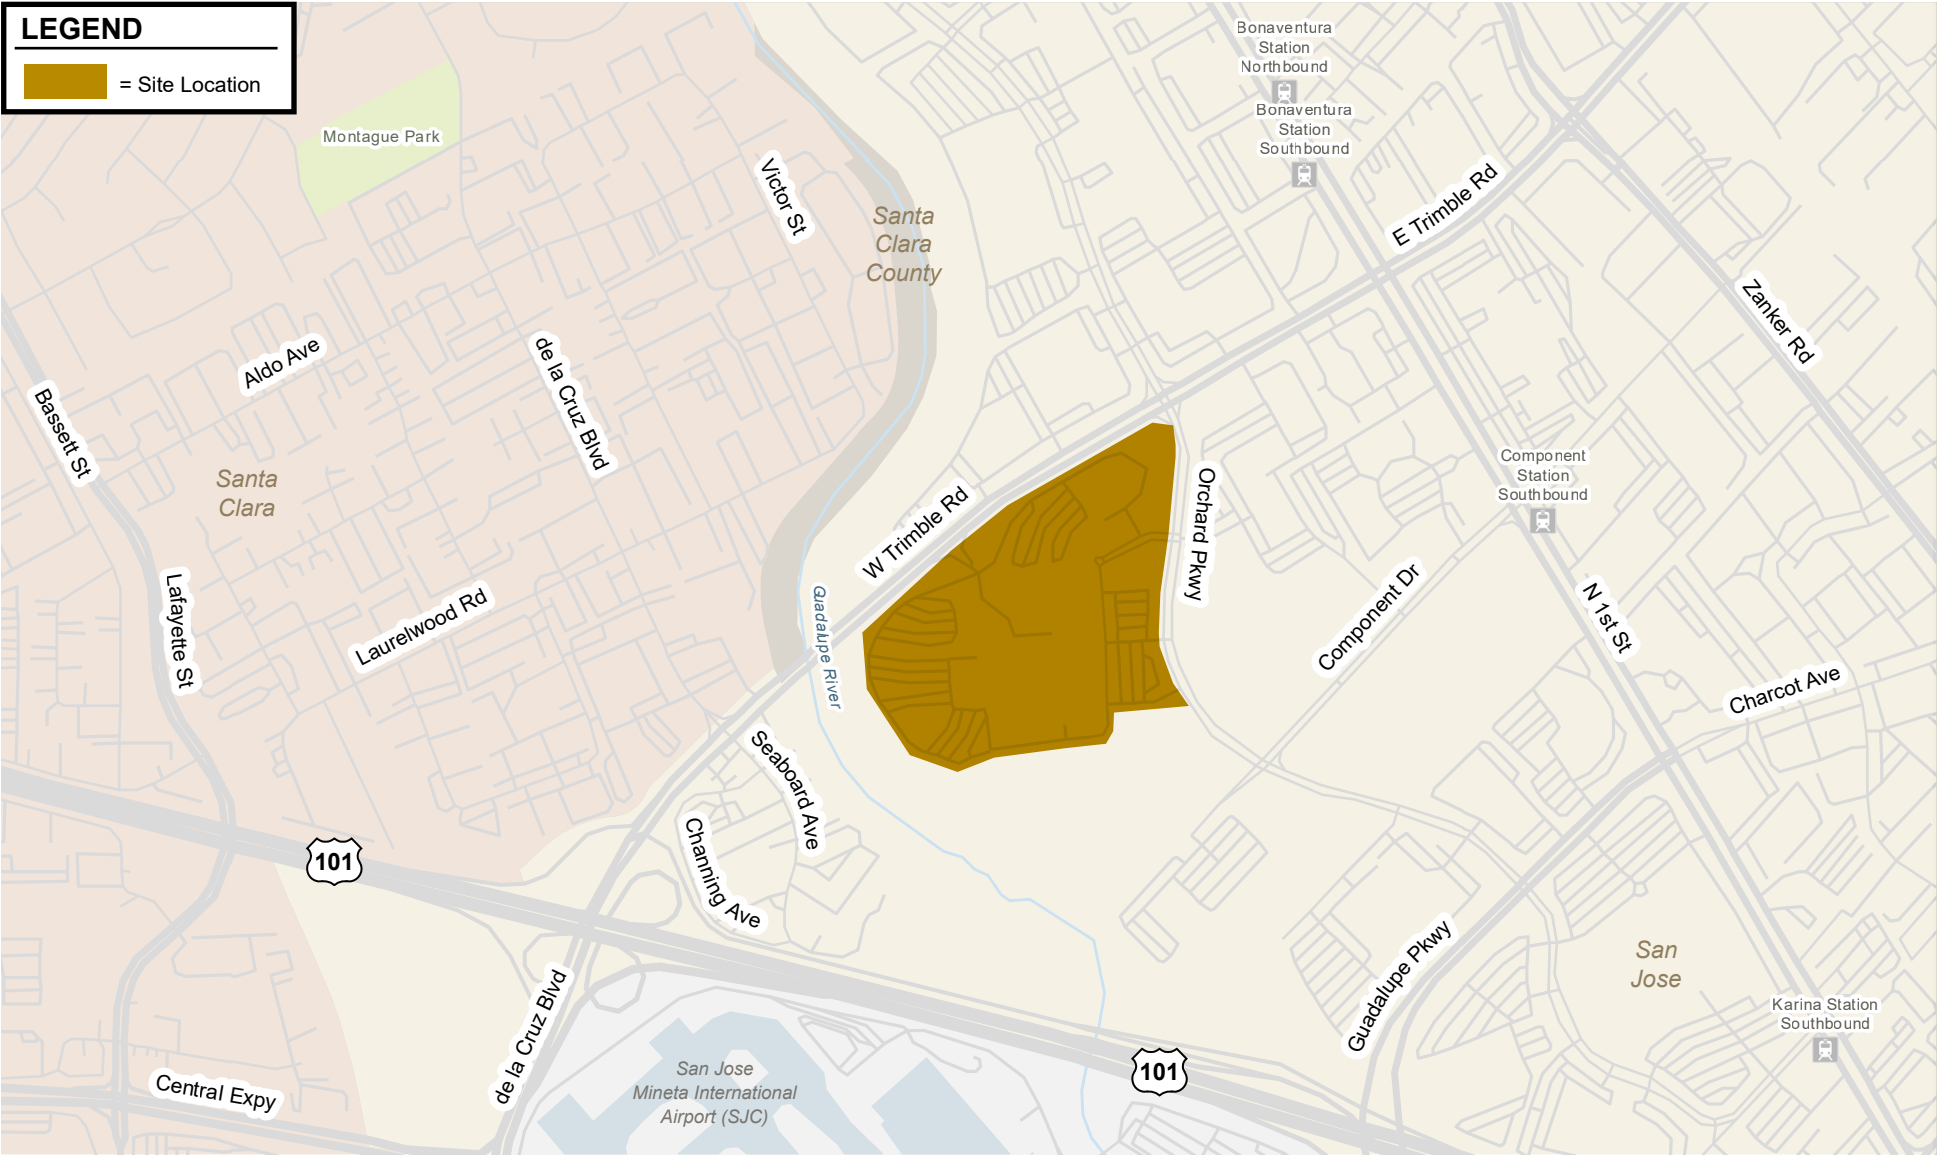 LEGEND
= Site Location
Bonaventura
Station
Northbound
Bonaventura
Station
Southbound
Montague Park
Victor St
E Trimble Rd
Santa
Clara
County
Zanker Rd
Aldo Ave
de la Cruz Blvd
Bassett St
Santa
Clara
Component
Station
Southbound
W Trimble Rd
Orchard Pkwy
Lafayette St
Laurelwood Rd
Guadalupe River
Component Dr
N 1st St
Charcot Ave
Seaboard Ave
Channing Ave
101
Guadalupe Pkwy
San
Jose
de la Cruz Blvd
Karina Station
Southbound
101
San Jose
Mineta International
Airport (SJC)
Central Expy